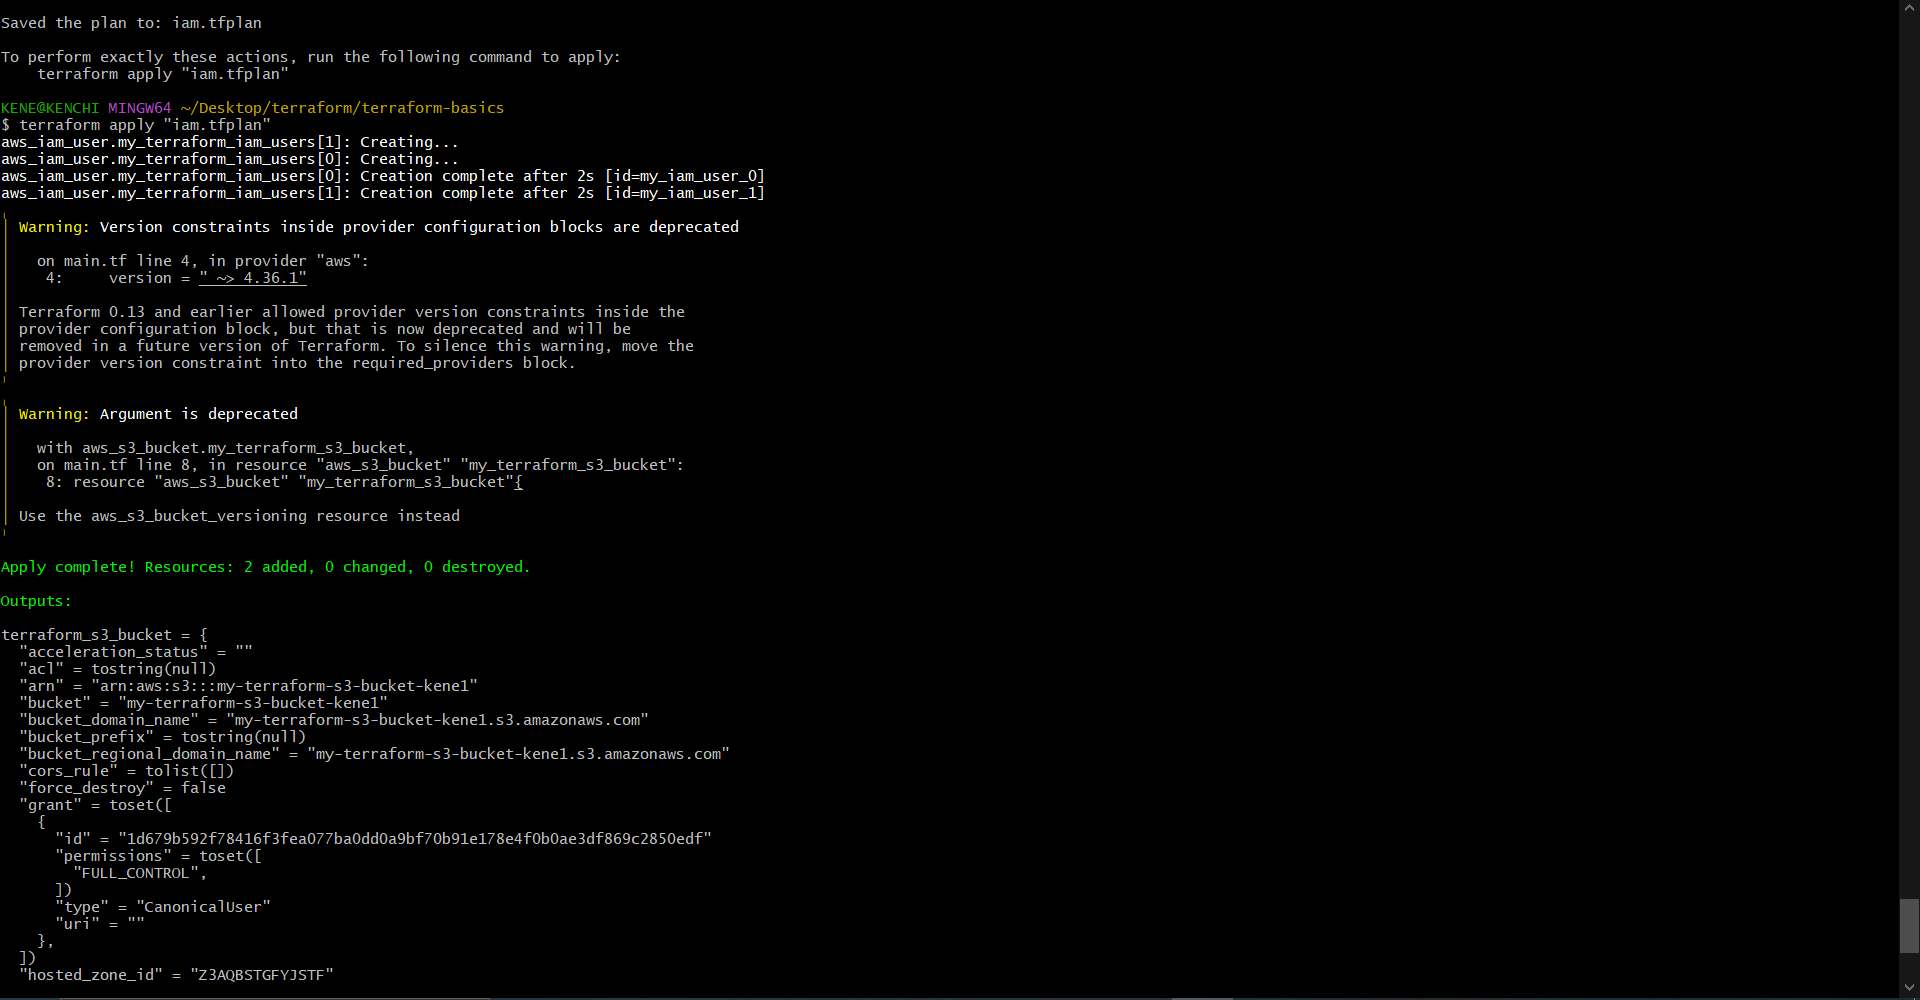 Saved the plan to: iam.tfplan
To perform exactly these actions, run the following command to apply:
    terraform apply "iam.tfplan"
KENE@KENCHI MINGW64 ~/Desktop/terraform/terraform-basics
$ terraform apply "iam.tfplan"
aws_iam_user.my_terraform_iam_users[1]: Creating...
aws_iam_user.my_terraform_iam_users[0]: Creating...
aws_iam_user.my_terraform_iam_users[0]: Creation complete after 2s [id=my_iam_user_0]
aws_iam_user.my_terraform_iam_users[1]: Creation complete after 2s [id=my_iam_user_1]
Warning: Version constraints inside provider configuration blocks are deprecated
  on main.tf line 4, in provider "aws":
   4:     version = " ~> 4.36.1"
Terraform 0.13 and earlier allowed provider version constraints inside the
provider configuration block, but that is now deprecated and will be
removed in a future version of Terraform. To silence this warning, move the
provider version constraint into the required_providers block.
Warning: Argument is deprecated
  with aws_s3_bucket.my_terraform_s3_bucket,
  on main.tf line 8, in resource "aws_s3_bucket" "my_terraform_s3_bucket":
   8: resource "aws_s3_bucket" "my_terraform_s3_bucket"{
Use the aws_s3_bucket_versioning resource instead
Apply complete! Resources: 2 added, 0 changed, 0 destroyed.
Outputs:
terraform_s3_bucket = {
  "acceleration_status" = ""
  "acl" = tostring(null)
  "arn" = "arn:aws:s3:::my-terraform-s3-bucket-kene1"
  "bucket" = "my-terraform-s3-bucket-kene1"
  "bucket_domain_name" = "my-terraform-s3-bucket-kene1.s3.amazonaws.com"
  "bucket_prefix" = tostring(null)
  "bucket_regional_domain_name" = "my-terraform-s3-bucket-kene1.s3.amazonaws.com"
  "cors_rule" = tolist([])
  "force_destroy" = false
  "grant" = toset([
    {
      "id" = "1d679b592f78416f3fea077ba0dd0a9bf70b91e178e4f0b0ae3df869c2850edf"
      "permissions" = toset([
        "FULL_CONTROL",
      ])
      "type" = "CanonicalUser"
      "uri" = ""
    },
  ])
  "hosted_zone_id" = "Z3AQBSTGFYJSTF"